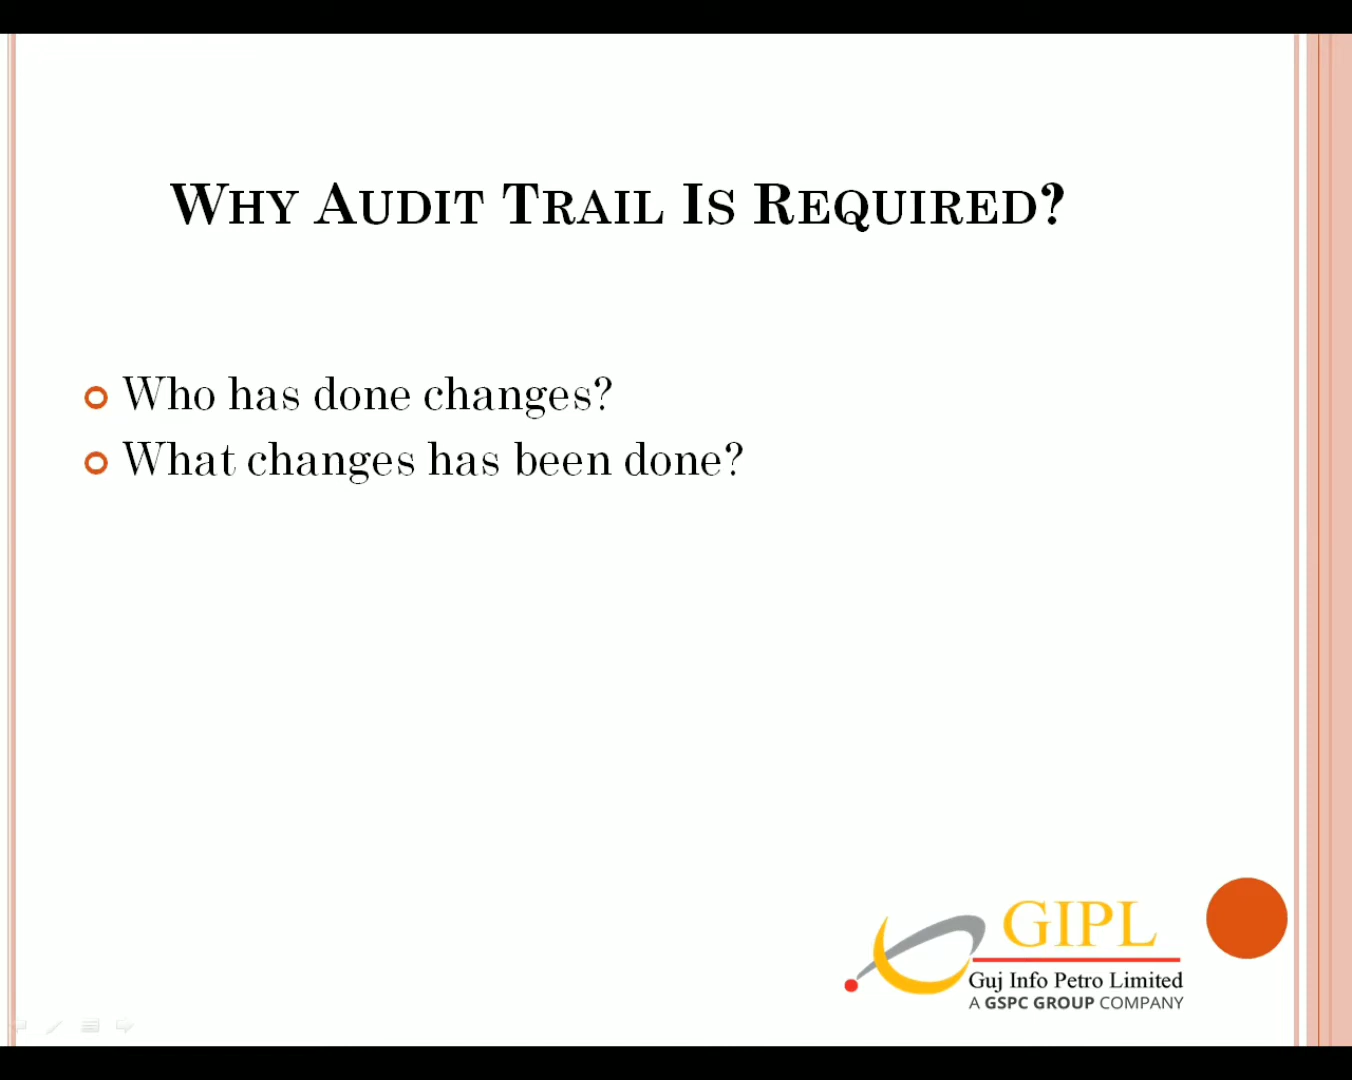 Why Audit Trail Is Required?
Who has done changes?
What changes has been done?
GIPL
Guj Info Petro Limited
A GSPC GROUP COMPANY